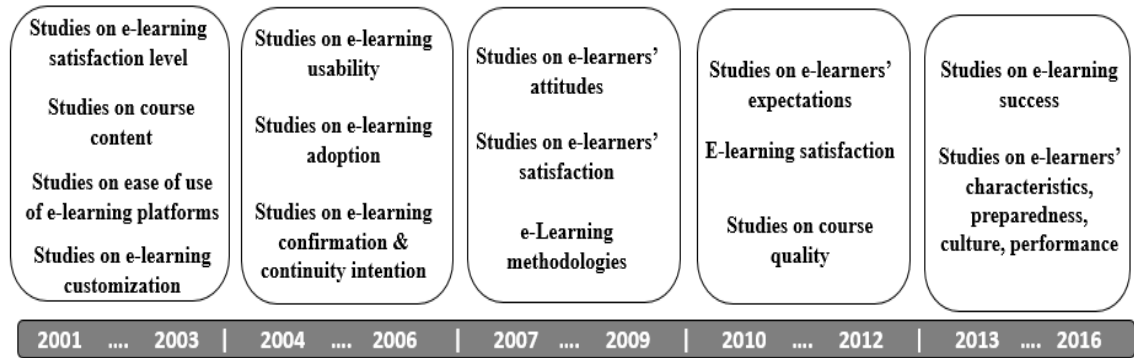 Studies on e-learning
satisfaction level
Studies on course
content
Studies on ease of use
of e-learning platforms
Studies on e-learning
customization
Studies on e-learning
usability
Studies on e-learning
adoption
Studies on e-learning
confirmation &
continuity intention
Studies on e-learners’
attitudes
Studies on e-learners’
satisfaction
e-Learning
methodologies
Studies on e-learners’
expectations
E-learning satisfaction
Studies on course
quality
Studies on e-learning
success
Studies on e-learners’
characteristics,
preparedness,
culture, performance
2001 .... 2003 | 2004 .... 2006 | 2007 .... 2009 | 2010 .... 2012 | 2013 .... 2016